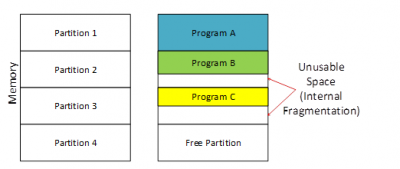 Memory
Partition 1
Partition 2
Partition 3
Partition 4
Program A
Program B
Program C
Free Partition
Unusable
Space
(Internal
Fragmentation)